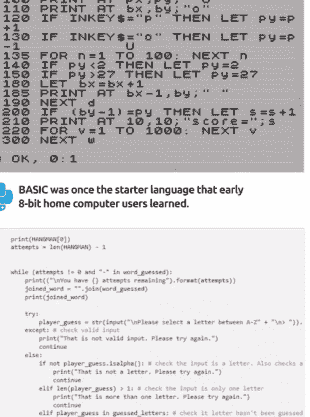 110 PRINT AT bx,by;"O"
120 IF INKEY$="p" THEN LET py=p
+1
130 IF INKEY$="o" THEN LET py=p
-1 U
135 FOR n=1 TO 100: NEXT n
140 IF py<2 THEN LET py=2
150 IF py>27 THEN LET py=27
180 LET bx=bx+1
185 PRINT AT bx-1,by;" "
190 NEXT d
200 IF (by-1)=py THEN LET s=s+1
210 PRINT AT 10,10;"score=";s
220 FOR v=1 TO 1000: NEXT v
300 NEXT w
OK, 0:1
BASIC was once the starter language that early
8-bit home computer users learned.
print(HANGMAN[0])
attempts = len(HANGMAN) - 1
while (attempts != 0 and "-" in word_guessed):
print(("\nYou have {} attempts remaining").format(attempts))
joined_word = "".join(word_guessed)
print(joined_word)
try:
player_guess = str(input("\nPlease select a letter between A-Z" + "\n> ")).
except: # check valid input
print("That is not valid input. Please try again.")
continue
else:
if not player_guess.isalpha(): # check the input is a letter. Also checks a
print("That is not a letter. Please try again.")
continue
elif len(player_guess) > 1: # check the input is only one letter
print("That is more than one letter. Please try again.")
continue
elif player_guess in guessed_letters: # check it letter hasn't been guessed